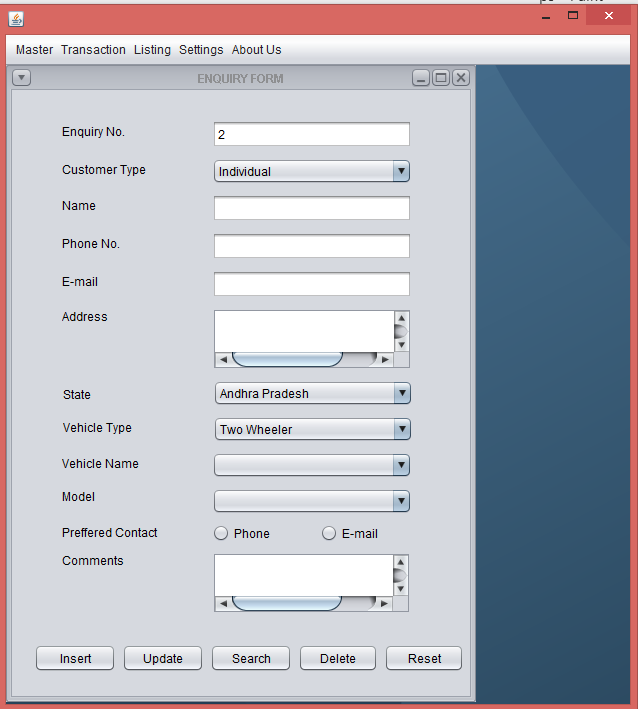 Master Transaction Listing Settings About Us
ENQUIRY FORM
Enquiry No. 2
Customer Type Individual
Name
Phone No.
E-mail
Address
State Andhra Pradesh
Vehicle Type Two Wheeler
Vehicle Name
Model
Preffered Contact Phone E-mail
Comments
Insert Update Search Delete Reset